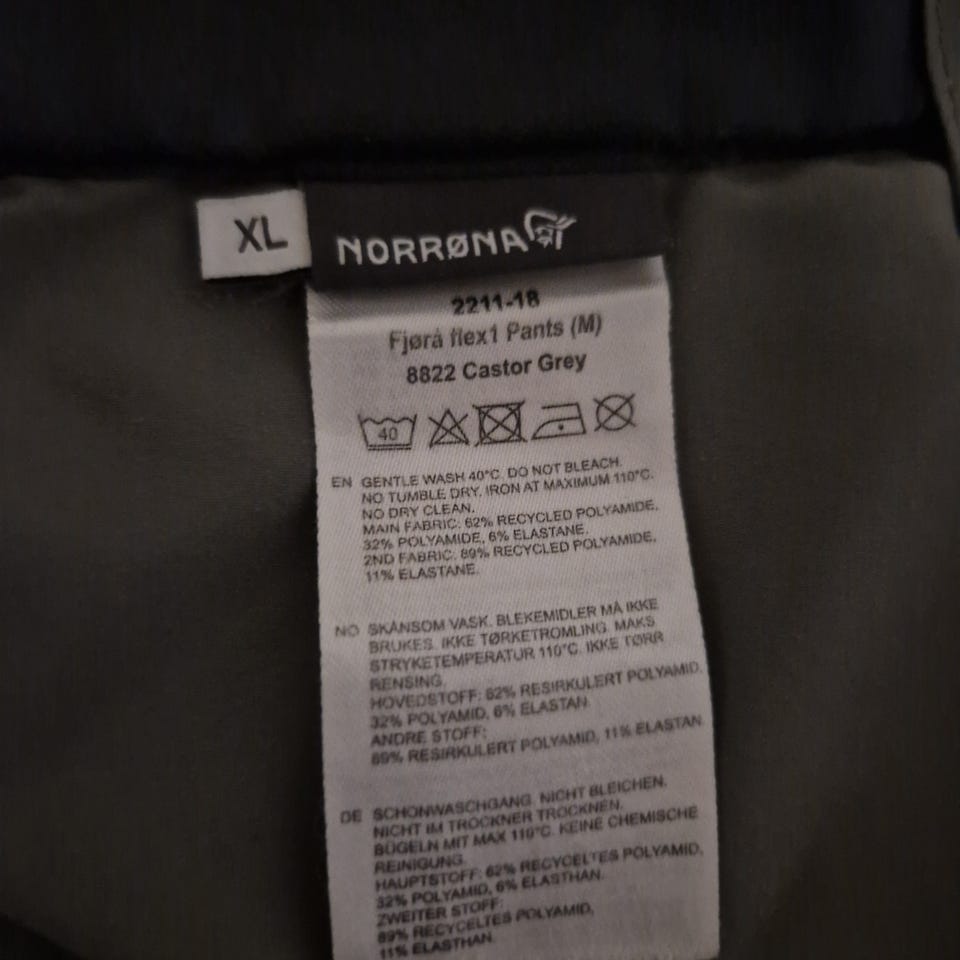 XL
NORRØNA
2211-18
Fjørå flex1 Pants (M)
8822 Castor Grey
40
EN GENTLE WASH 40°C. DO NOT BLEACH.
NO TUMBLE DRY. IRON AT MAXIMUM 110°C.
NO DRY CLEAN.
MAIN FABRIC: 62% RECYCLED POLYAMIDE,
32% POLYAMIDE, 6% ELASTANE.
2ND FABRIC: 89% RECYCLED POLYAMIDE,
11% ELASTANE.
NO SKÅNSOM VASK. BLEKEMIDLER MÅ IKKE
BRUKES. IKKE TØRKETROMLING. MAKS
STRYKETEMPERATUR 110°C. IKKE TØRR
RENSING.
HOVEDSTOFF: 62% RESIRKULERT POLYAMID,
32% POLYAMID, 6% ELASTAN.
ANDRE STOFF:
89% RESIRKULERT POLYAMID, 11% ELASTAN.
DE SCHONWASCHGANG. NICHT BLEICHEN.
NICHT IM TROCKNER TROCKNEN.
BÜGELN MIT MAX 110°C. KEINE CHEMISCHE
REINIGUNG.
HAUPTSTOFF: 62% RECYCELTES POLYAMID,
32% POLYAMID, 6% ELASTHAN.
ZWEITER STOFF:
89% RECYCELTES POLYAMID,
11% ELASTHAN.